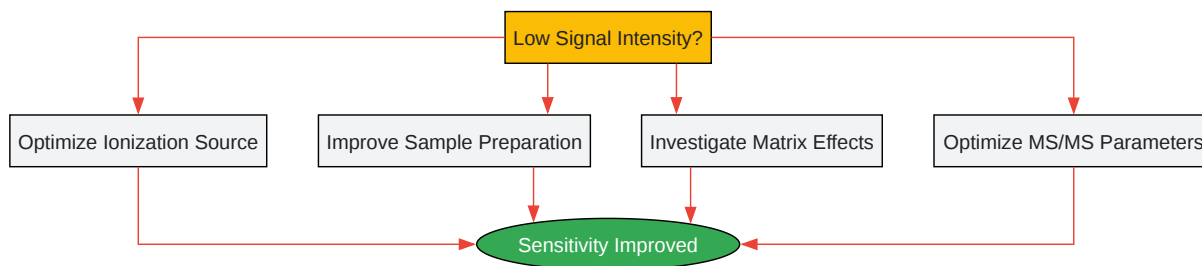 Low Signal Intensity?
Optimize Ionization Source
Improve Sample Preparation
Investigate Matrix Effects
Optimize MS/MS Parameters
Sensitivity Improved